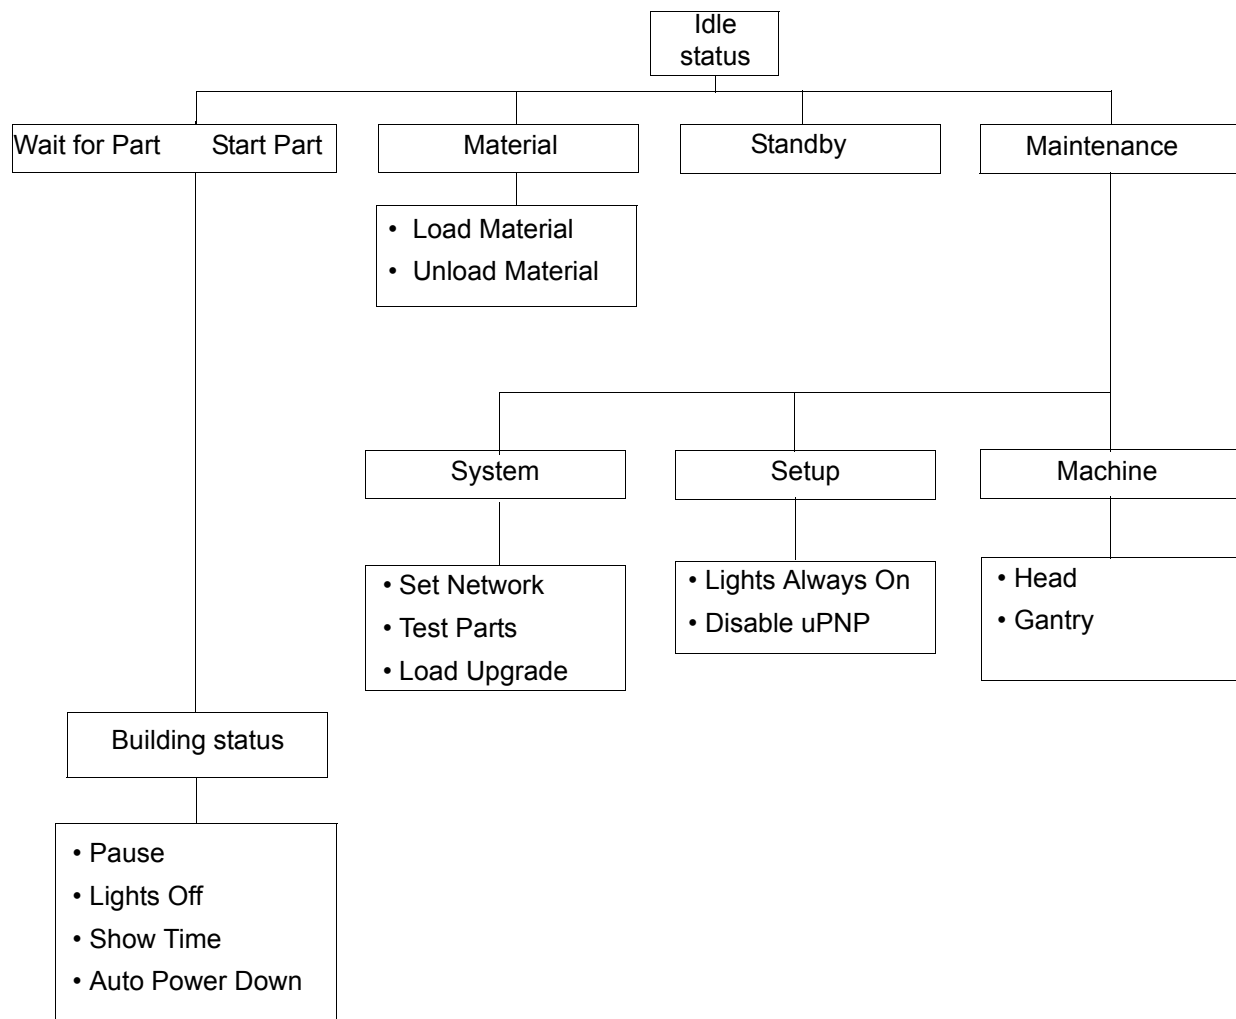 Idle
status
Wait for Part Start Part
Material
Standby
Maintenance
• Load Material
• Unload Material
System
Setup
Machine
• Set Network
• Test Parts
• Load Upgrade
• Lights Always On
• Disable uPNP
• Head
• Gantry
Building status
• Pause
• Lights Off
• Show Time
• Auto Power Down